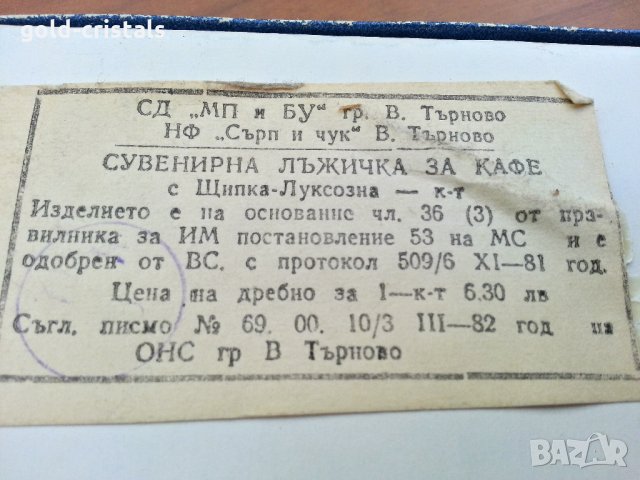 gold-cristals
СД „МП и БУ“ гр. В. Търново
НФ „Сърп и чук“ В. Търново
СУВЕНИРНА ЛЪЖИЧКА ЗА КАФЕ
с Щипка-Луксозна — к-т
Изделието е на основание чл. 36 (3) от пра-
вилника за ИМ постановление 53 на МС и е
одобрен от ВС. с протокол 509/6 XI—81 год.
Цена на дребно за 1—к-т 6.30 лв
Съгл. писмо № 69. 00. 10/3 III—82 год на
ОНС гр В Търново
BAZAR